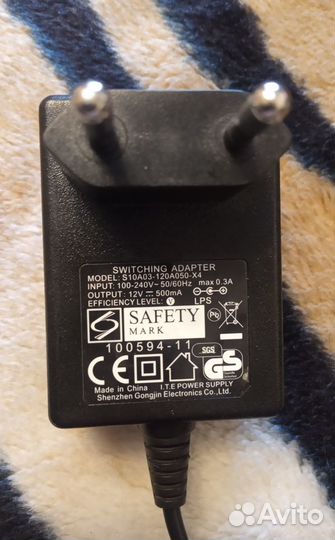 SWITCHING ADAPTER
MODEL: S10A03-120A050-X4
INPUT: 100-240V~ 50/60Hz max 0.3A
OUTPUT: 12V⎓500mA
EFFICIENCY LEVEL: V LPS
SAFETY
MARK
Pb
100594-11
CE SGS GS
Made in China I.T.E POWER SUPPLY
Shenzhen Gongjin Electronics Co., Ltd
Avito